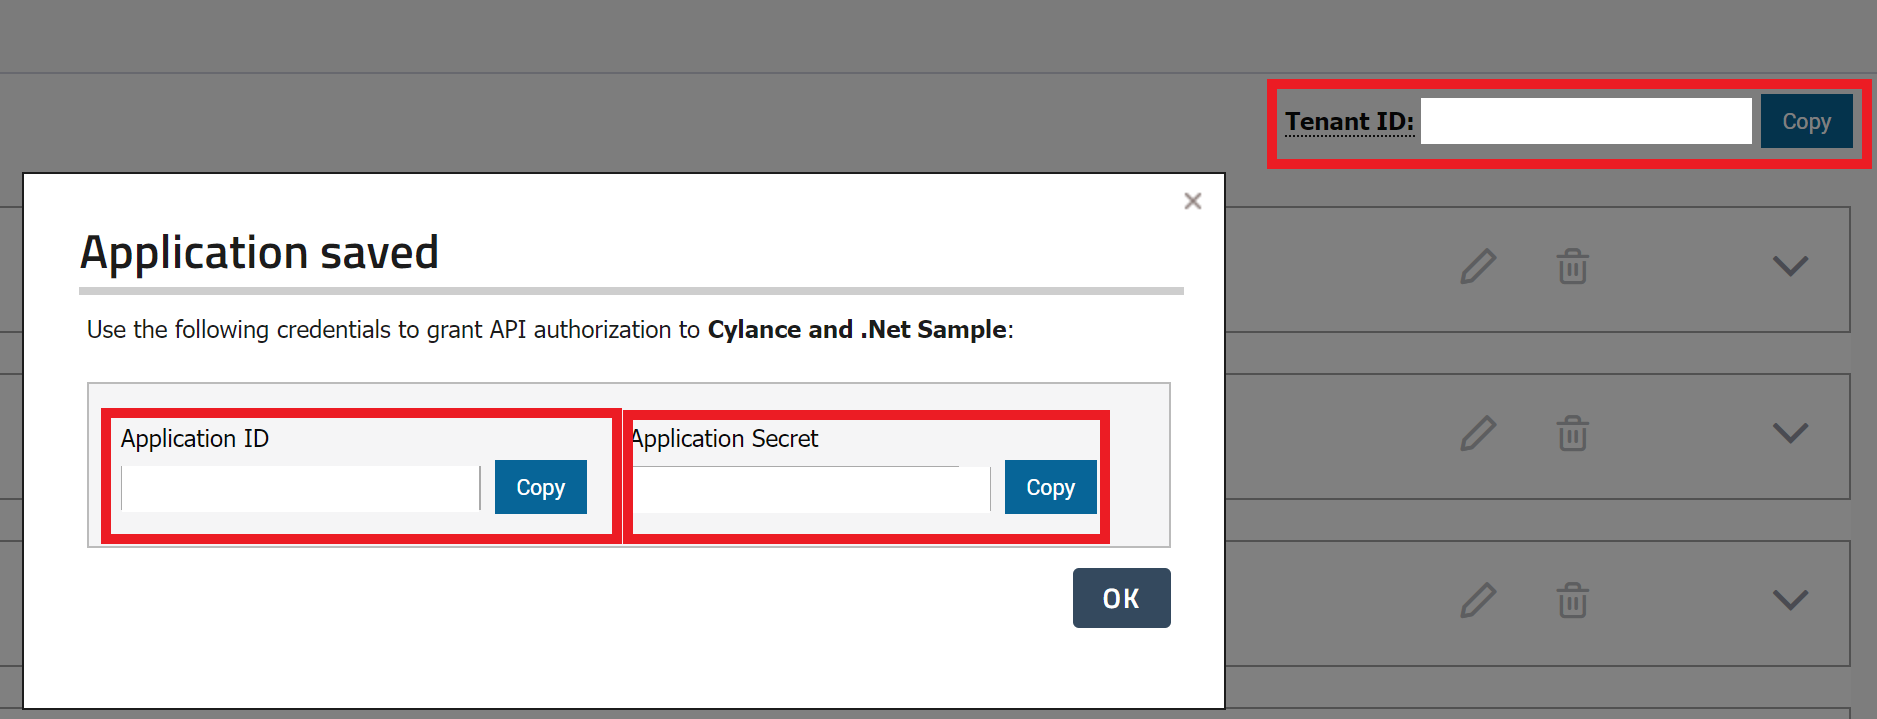 Tenant ID: Copy
Application saved
Use the following credentials to grant API authorization to Cylance and .Net Sample:
Application ID
Application Secret
Copy
Copy
OK